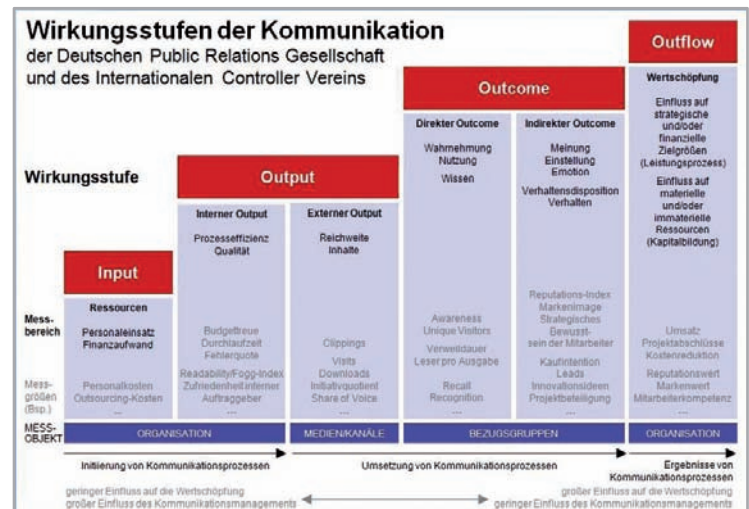 Wirkungsstufen der Kommunikation
der Deutschen Public Relations Gesellschaft
und des Internationalen Controller Vereins
Wirkungsstufe
Input
Ressourcen
Personaleinsatz
Finanzaufwand
Personalkosten
Outsourcing-Kosten
...
Output
Interner Output
Prozesseffizienz
Qualität
Budgettreue
Durchlaufzeit
Fehlerquote
Readability/Fogg-Index
Zufriedenheit interner
Auftraggeber
....
Externer Output
Reichweite
Inhalte
Clippings
Visits
Downloads
Initiativquotient
Share of Voice
...
Outcome
Direkter Outcome
Wahrnehmung
Nutzung
Wissen
Awareness
Unique Visitors
Verweildauer
Leser pro Ausgabe
Recall
Recognition
...
Indirekter Outcome
Meinung
Einstellung
Emotion
Verhaltensdisposition
Verhalten
Reputations-Index
Markenimage
Strategisches
Bewusst-
sein der Mitarbeiter
Kaufintention
Leads
Innovationsideen
Projektbeteiligung
....
Outflow
Wertschöpfung
Einfluss auf
strategische
und/oder
finanzielle
Zielgrößen
(Leistungsprozess)
Einfluss auf
materielle
und/oder
immaterielle
Ressourcen
(Kapitalbildung)
Umsatz
Projektabschlüsse
Kostenreduktion
Reputationswert
Markenwert
Mitarbeiterkompetenz
...
Mess-
bereich
Mess-
größen
(Bsp.)
MESS-
OBJEKT
ORGANISATION
MEDIEN/KANÄLE
BEZUGSGRUPPEN
ORGANISATION
Initiierung von Kommunikationsprozessen
Umsetzung von Kommunikationsprozessen
Ergebnisse von
Kommunikationsprozessen
geringer Einfluss auf die Wertschöpfung
großer Einfluss des Kommunikationsmanagements
großer Einfluss auf die Wertschöpfung
geringer Einfluss des Kommunikationsmanagements